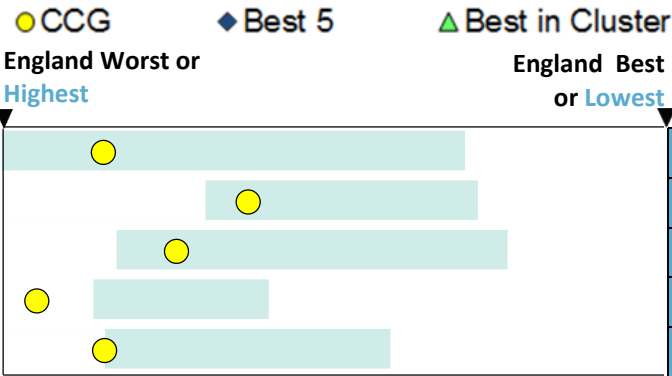 CCG Best 5 Best in Cluster
England Worst or England Best
Highest or Lowest